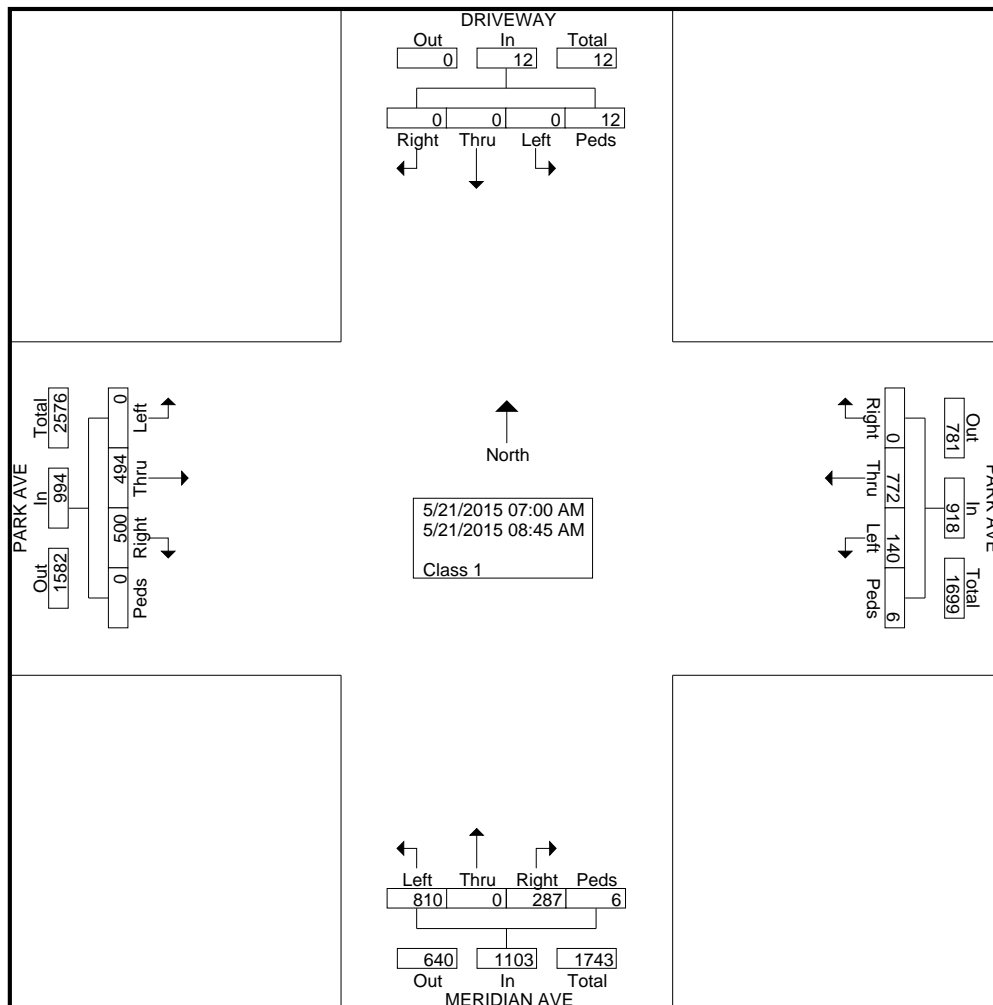 DRIVEWAY
Out In Total
0 12 12
0 0 0 12
Right Thru Left Peds
PARK AVE
Total In Out
2576 994 1582
0 494 500 0
Left Thru Right Peds
North
5/21/2015 07:00 AM
5/21/2015 08:45 AM
Class 1
Right Thru Left Peds
0 772 140 6
Out In Total
781 918 1699
PARK AVE
Left Thru Right Peds
810 0 287 6
640 1103 1743
Out In Total
MERIDIAN AVE